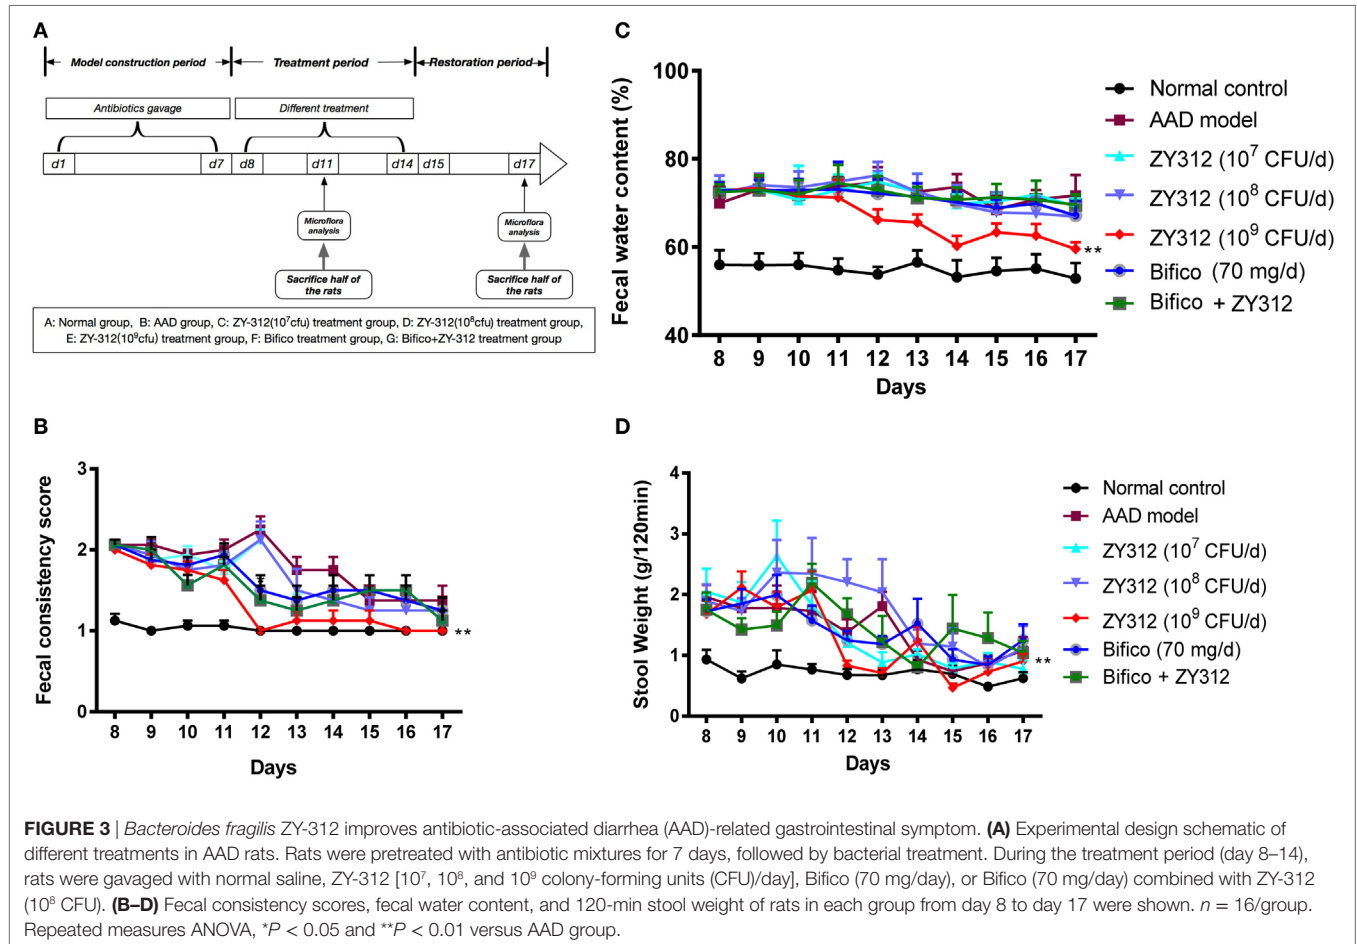 A
Model construction period
Treatment period
Restoration period
Antibiotics gavage
Different treatment
d1
d7
d8
d11
d14
d15
d17
Microflora
analysis
Microflora
analysis
Sacrifice half of
the rats
Sacrifice half of
the rats
A: Normal group, B: AAD group, C: ZY-312(10⁷cfu) treatment group, D: ZY-312(10⁸cfu) treatment group,
E: ZY-312(10⁹cfu) treatment group, F: Bifico treatment group, G: Bifico+ZY-312 treatment group
C
Fecal water content (%)
100
80
60
40
8 9 10 11 12 13 14 15 16 17
Days
**
Normal control
AAD model
ZY312 (10⁷ CFU/d)
ZY312 (10⁸ CFU/d)
ZY312 (10⁹ CFU/d)
Bifico (70 mg/d)
Bifico + ZY312
B
Fecal consistency score
3
2
1
0
8 9 10 11 12 13 14 15 16 17
Days
*
**
D
Stool Weight (g/120min)
4
3
2
1
0
8 9 10 11 12 13 14 15 16 17
Days
**
Normal control
AAD model
ZY312 (10⁷ CFU/d)
ZY312 (10⁸ CFU/d)
ZY312 (10⁹ CFU/d)
Bifico (70 mg/d)
Bifico + ZY312
FIGURE 3 | Bacteroides fragilis ZY-312 improves antibiotic-associated diarrhea (AAD)-related gastrointestinal symptom. (A) Experimental design schematic of
different treatments in AAD rats. Rats were pretreated with antibiotic mixtures for 7 days, followed by bacterial treatment. During the treatment period (day 8–14),
rats were gavaged with normal saline, ZY-312 [10⁷, 10⁸, and 10⁹ colony-forming units (CFU)/day], Bifico (70 mg/day), or Bifico (70 mg/day) combined with ZY-312
(10⁸ CFU). (B–D) Fecal consistency scores, fecal water content, and 120-min stool weight of rats in each group from day 8 to day 17 were shown. n = 16/group.
Repeated measures ANOVA, *P < 0.05 and **P < 0.01 versus AAD group.